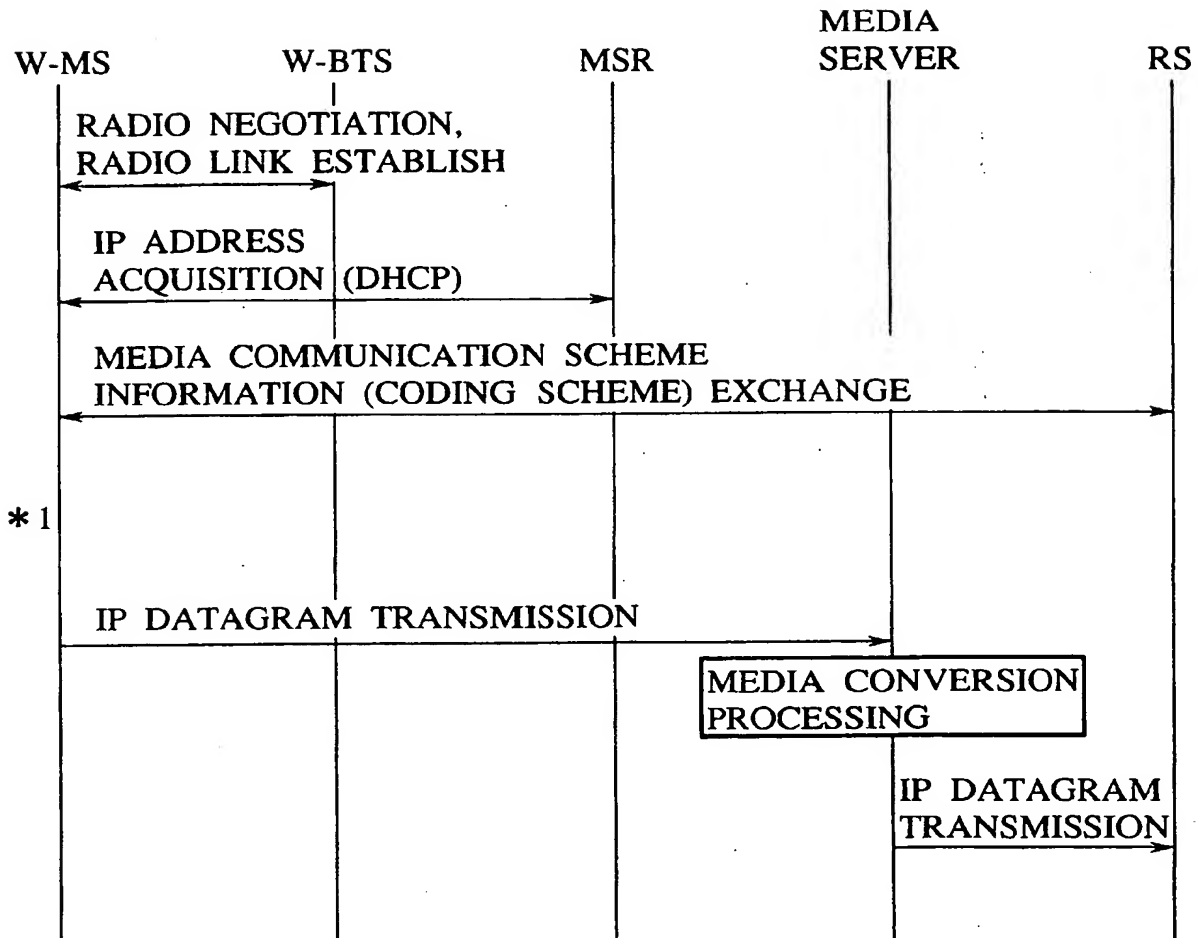 MEDIA
W-MS W-BTS MSR SERVER RS
RADIO NEGOTIATION,
RADIO LINK ESTABLISH
IP ADDRESS
ACQUISITION (DHCP)
MEDIA COMMUNICATION SCHEME
INFORMATION (CODING SCHEME) EXCHANGE
*1
IP DATAGRAM TRANSMISSION
MEDIA CONVERSION
PROCESSING
IP DATAGRAM
TRANSMISSION